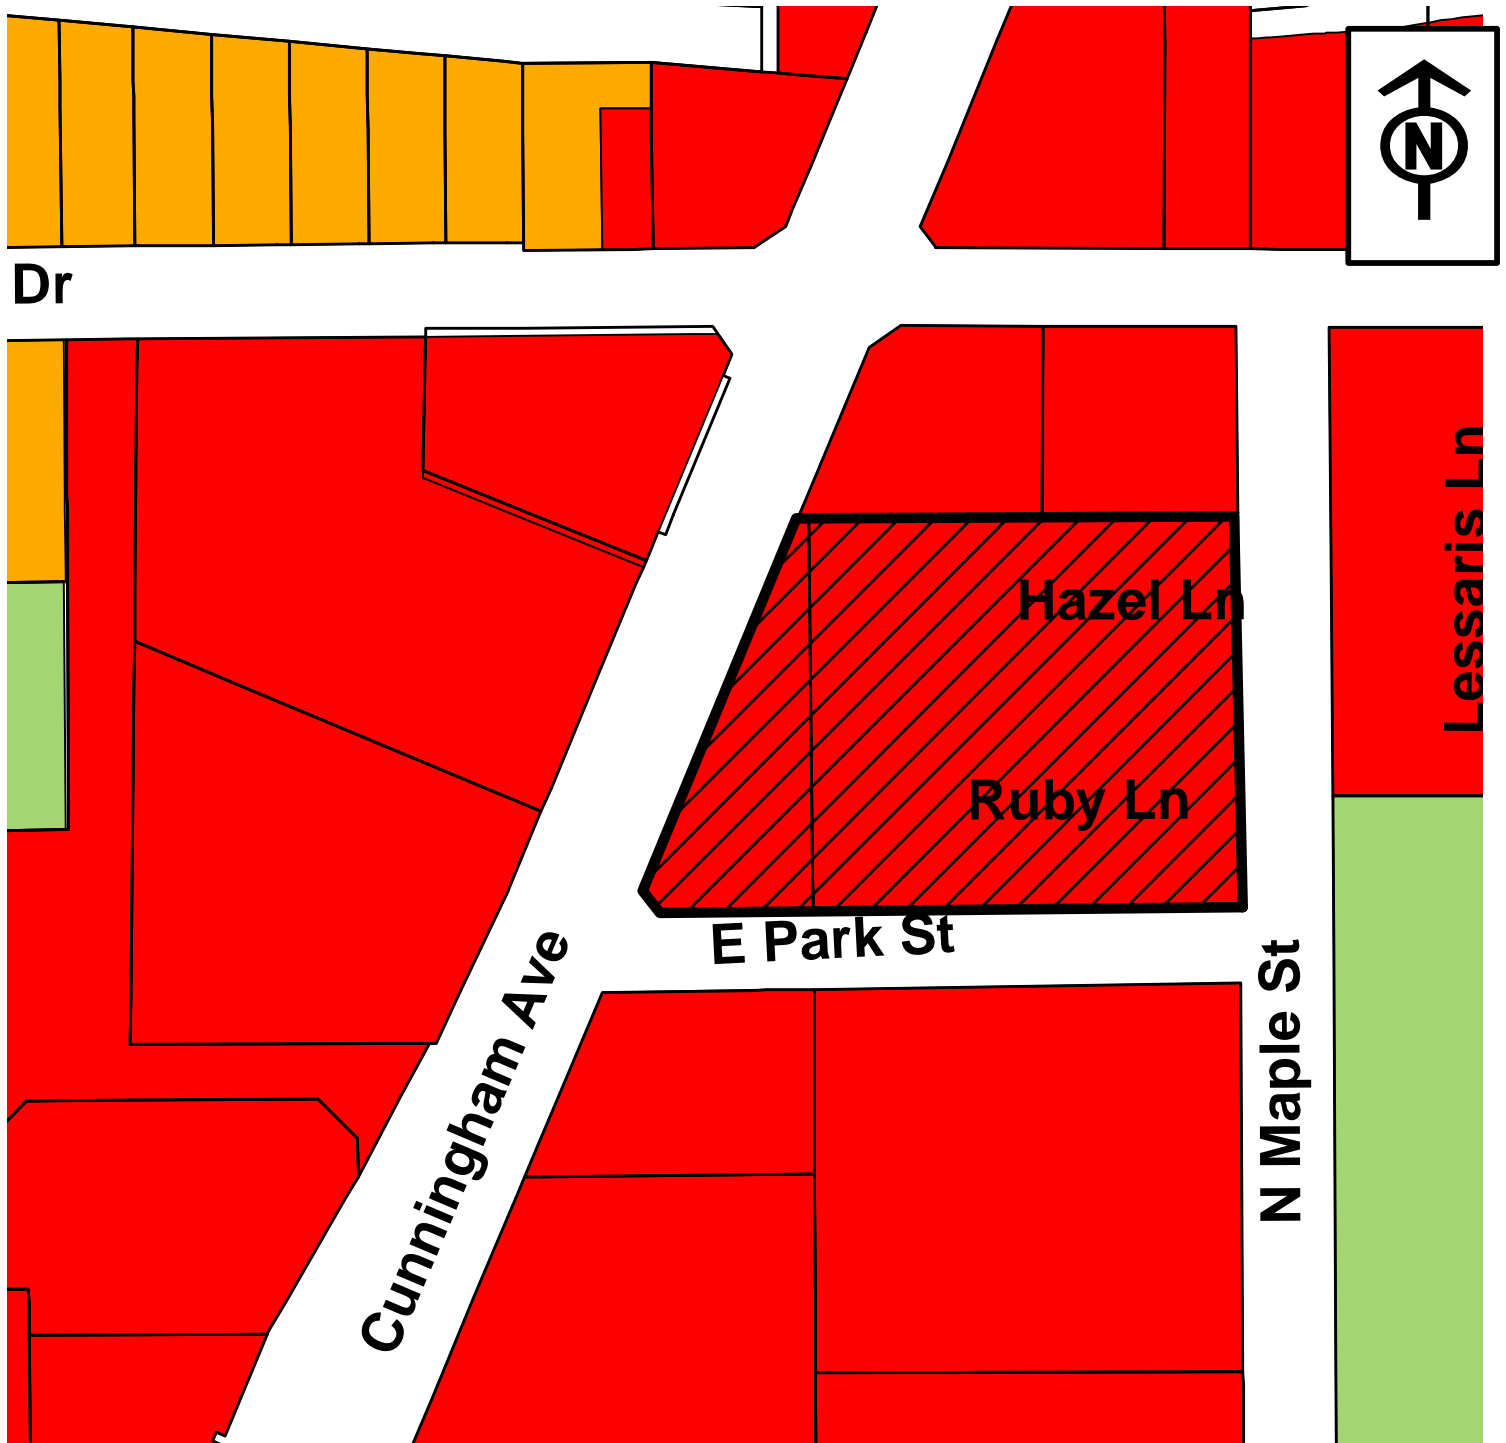 N
Dr
Lessaris Ln
Hazel Ln
Ruby Ln
E Park St
Cunningham Ave
N Maple St